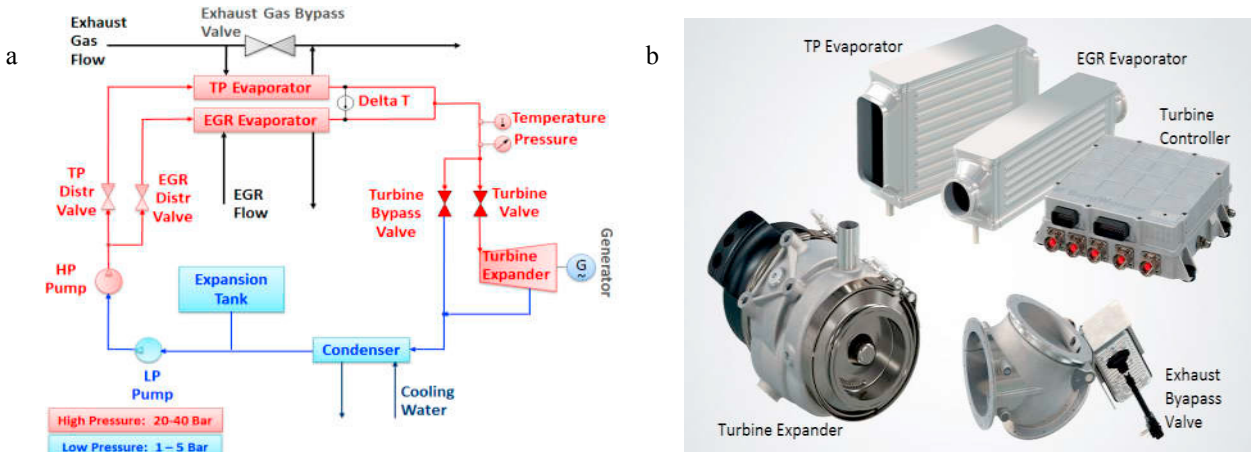 a
Exhaust
Gas
Flow
Exhaust Gas Bypass
Valve
TP Evaporator
Delta T
EGR Evaporator
Temperature
Pressure
TP
Distr
Valve
EGR
Distr
Valve
EGR
Flow
Turbine
Bypass
Valve
Turbine
Valve
HP
Pump
Expansion
Tank
Turbine
Expander
G
~
Generator
LP
Pump
Condenser
Cooling
Water
High Pressure: 20-40 Bar
Low Pressure: 1 – 5 Bar
b
TP Evaporator
EGR Evaporator
Turbine
Controller
Turbine Expander
Exhaust
Byapass
Valve